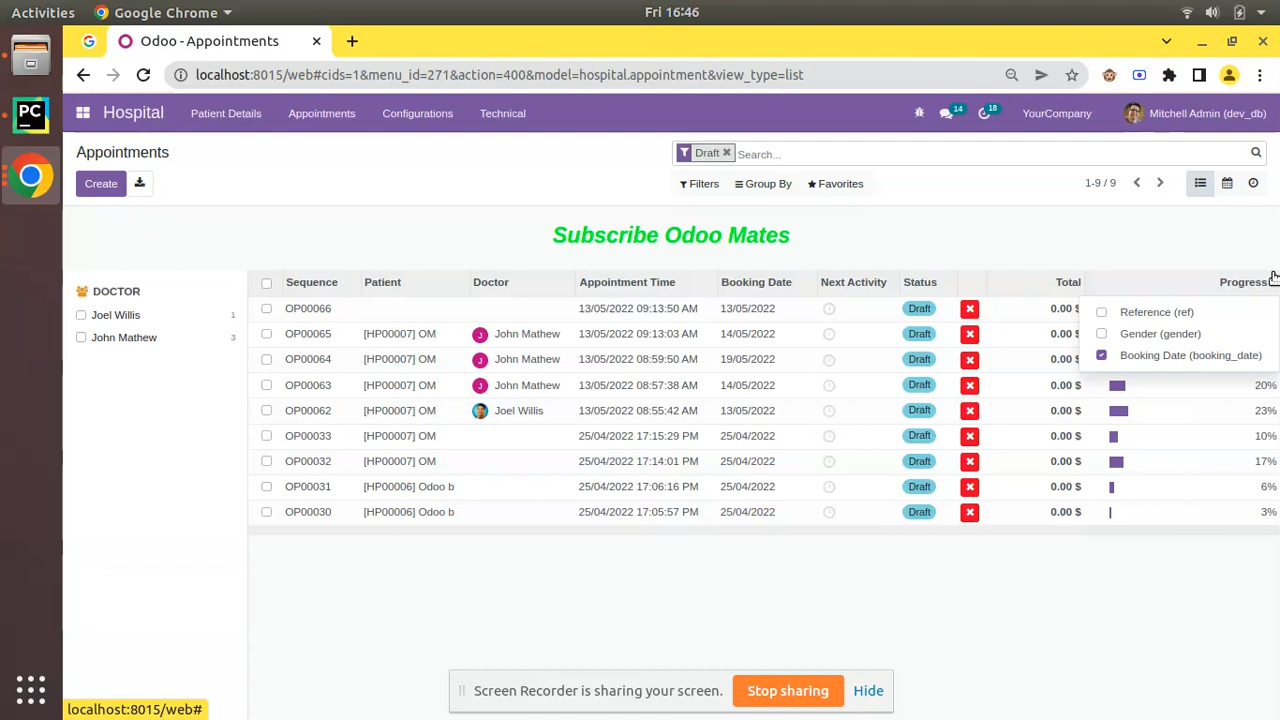 Activities Google Chrome Fri 16:46
Odoo - Appointments
localhost:8015/web#cids=1&menu_id=271&action=400&model=hospital.appointment&view_type=list
Hospital Patient Details Appointments Configurations Technical 14 18 YourCompany Mitchell Admin (dev_db)
Appointments Draft Search...
Create Filters Group By Favorites 1-9 / 9
Subscribe Odoo Mates
DOCTOR
Joel Willis 1
John Mathew 3
Sequence Patient Doctor Appointment Time Booking Date Next Activity Status Total Progress
OP00066 13/05/2022 09:13:50 AM 13/05/2022 Draft 0.00 $
OP00065 [HP00007] OM J John Mathew 13/05/2022 09:13:03 AM 14/05/2022 Draft 0.00 $
OP00064 [HP00007] OM J John Mathew 13/05/2022 08:59:50 AM 19/05/2022 Draft 0.00 $
OP00063 [HP00007] OM J John Mathew 13/05/2022 08:57:38 AM 14/05/2022 Draft 0.00 $ 20%
OP00062 [HP00007] OM Joel Willis 13/05/2022 08:55:42 AM 13/05/2022 Draft 0.00 $ 23%
OP00033 [HP00007] OM 25/04/2022 17:15:29 PM 25/04/2022 Draft 0.00 $ 10%
OP00032 [HP00007] OM 25/04/2022 17:14:01 PM 25/04/2022 Draft 0.00 $ 17%
OP00031 [HP00006] Odoo b 25/04/2022 17:06:16 PM 25/04/2022 Draft 0.00 $ 6%
OP00030 [HP00006] Odoo b 25/04/2022 17:05:57 PM 25/04/2022 Draft 0.00 $ 3%
Reference (ref)
Gender (gender)
Booking Date (booking_date)
PC
Screen Recorder is sharing your screen. Stop sharing Hide
localhost:8015/web#